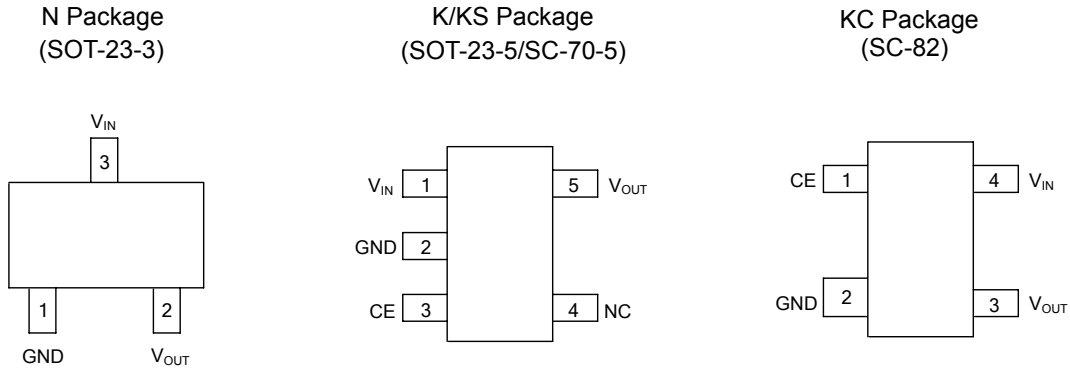 N Package
(SOT-23-3)
V_IN
3
1
2
GND
V_OUT
K/KS Package
(SOT-23-5/SC-70-5)
V_IN 1
5 V_OUT
GND 2
CE 3
4 NC
KC Package
(SC-82)
CE 1
4 V_IN
GND 2
3 V_OUT